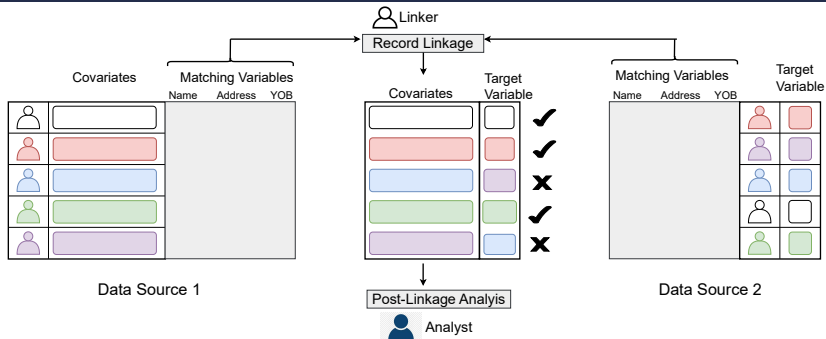 Linker
Record Linkage
Covariates
Matching Variables
Name Address YOB
Covariates
Target
Variable
Matching Variables
Name Address YOB
Target
Variable
Data Source 1
Data Source 2
Post-Linkage Analyis
Analyst